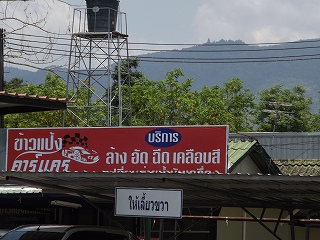 ข้าวแป้ง
คาร์แคร์
บริการ
ล้าง อัด ฉีด เคลือบสี
ให้เลี้ยวขวา